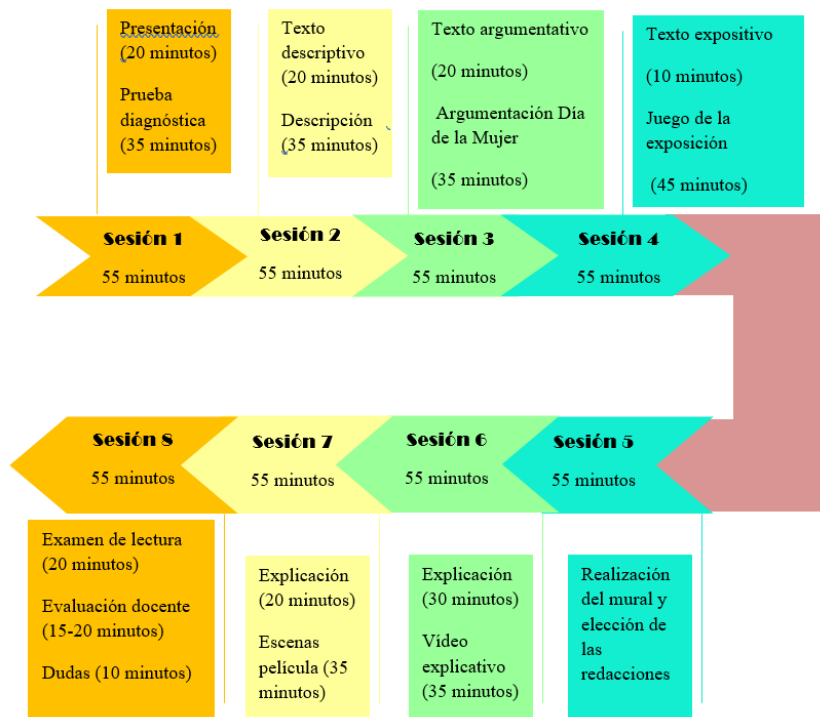 Presentación
(20 minutos)
Prueba
diagnóstica
(35 minutos)
Texto
descriptivo
(20 minutos)
Descripción
(35 minutos)
Texto argumentativo
(20 minutos)
Argumentación Día
de la Mujer
(35 minutos)
Texto expositivo
(10 minutos)
Juego de la
exposición
(45 minutos)
Sesión 1
55 minutos
Sesión 2
55 minutos
Sesión 3
55 minutos
Sesión 4
55 minutos
Sesión 8
55 minutos
Sesión 7
55 minutos
Sesión 6
55 minutos
Sesión 5
55 minutos
Examen de lectura
(20 minutos)
Evaluación docente
(15-20 minutos)
Dudas (10 minutos)
Explicación
(20 minutos)
Escenas
película (35
minutos)
Explicación
(30 minutos)
Vídeo
explicativo
(35 minutos)
Realización
del mural y
elección de
las
redacciones